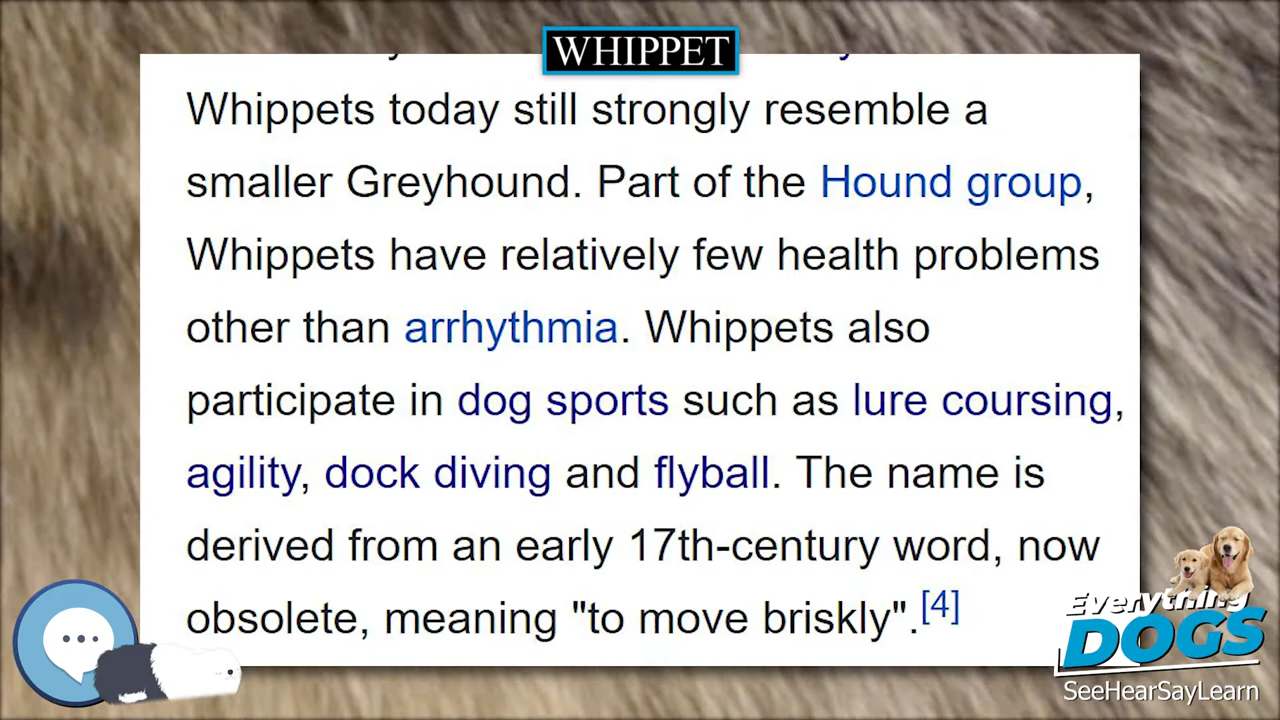 WHIPPET
Whippets today still strongly resemble a
smaller Greyhound. Part of the Hound group,
Whippets have relatively few health problems
other than arrhythmia. Whippets also
participate in dog sports such as lure coursing,
agility, dock diving and flyball. The name is
derived from an early 17th-century word, now
obsolete, meaning "to move briskly".[4]
Everything
DOGS
SeeHearSayLearn